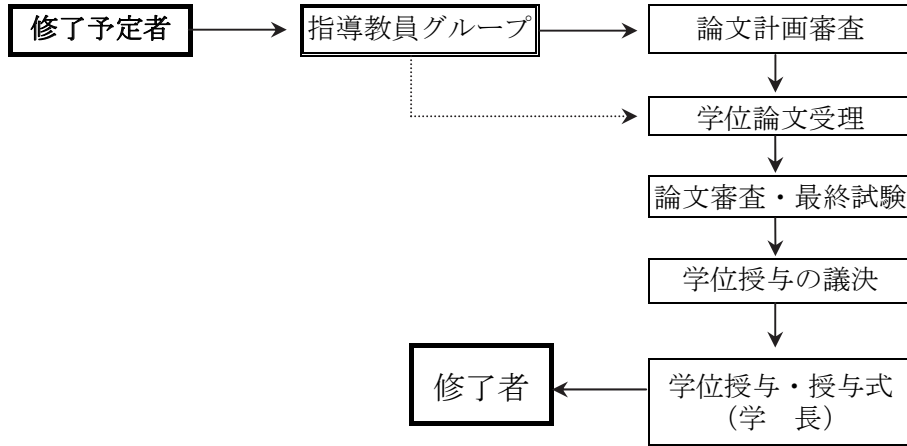 修了予定者
指導教員グループ
論文計画審査
学位論文受理
論文審査・最終試験
学位授与の議決
学位授与・授与式
（学　長）
修了者